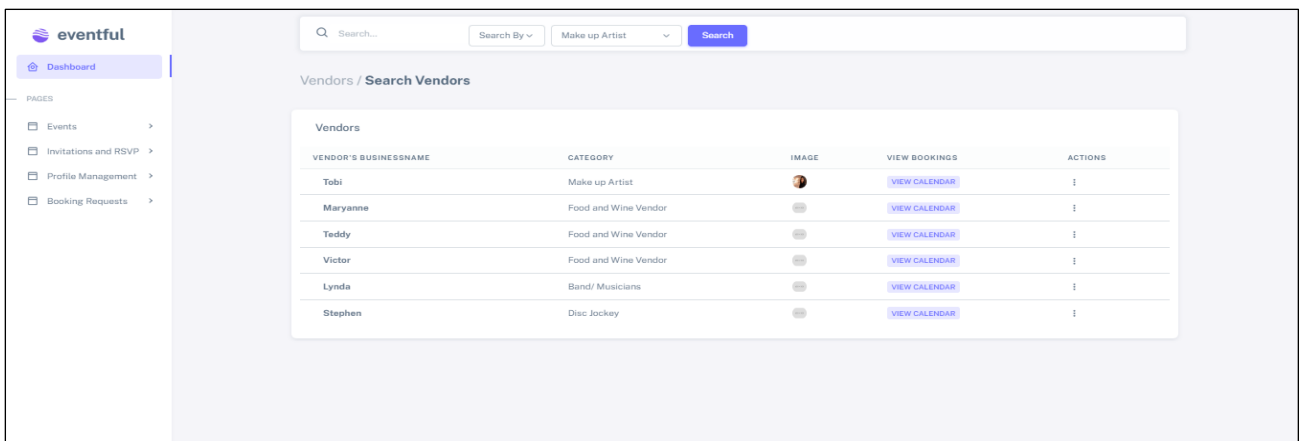 eventful
Dashboard
PAGES
Events
Invitations and RSVP
Profile Management
Booking Requests
Search... Search By Make up Artist Search
Vendors / Search Vendors
Vendors
VENDOR'S BUSINESSNAME CATEGORY IMAGE VIEW BOOKINGS ACTIONS
Tobi Make up Artist VIEW CALENDAR
Maryanne Food and Wine Vendor VIEW CALENDAR
Teddy Food and Wine Vendor VIEW CALENDAR
Victor Food and Wine Vendor VIEW CALENDAR
Lynda Band/ Musicians VIEW CALENDAR
Stephen Disc Jockey VIEW CALENDAR